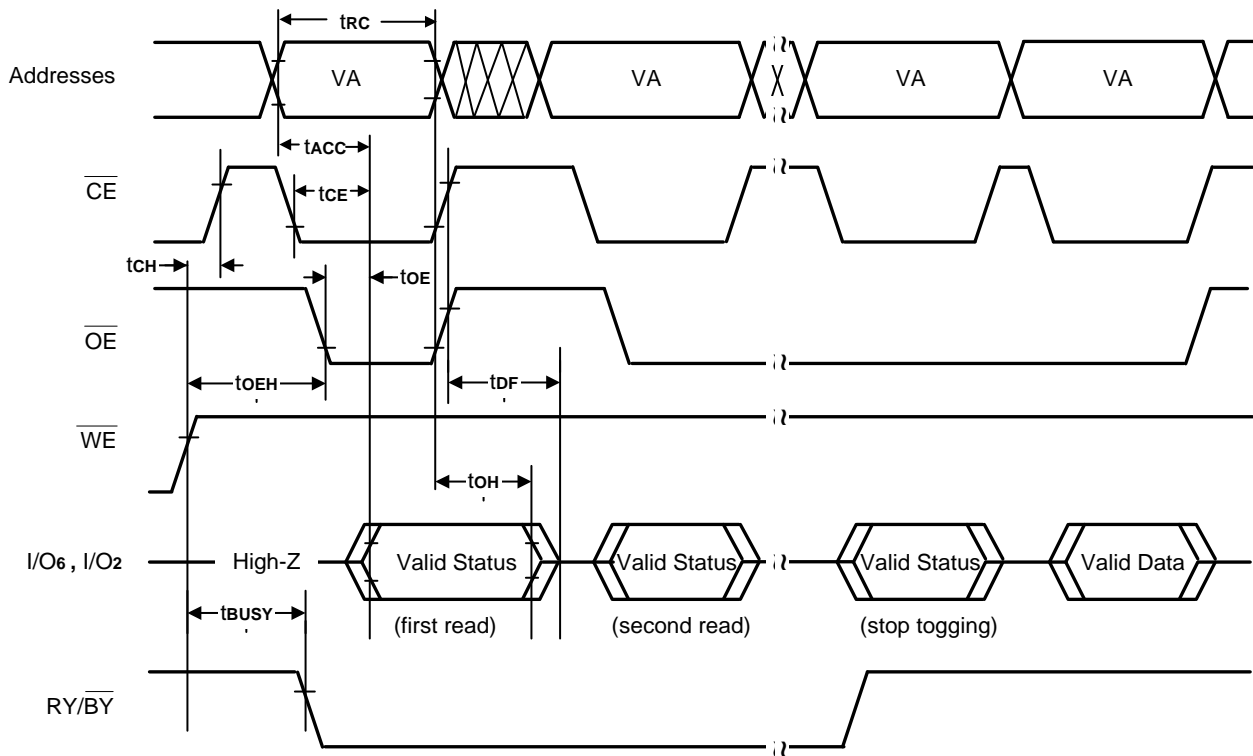 tRC
Addresses VA VA VA VA
tACC
CE
tCE
tCH
tOE
OE
tOEH
tDF
WE
tOH
I/O6 , I/O2 High-Z Valid Status Valid Status Valid Status Valid Data
tBUSY
(first read) (second read) (stop togging)
RY/BY